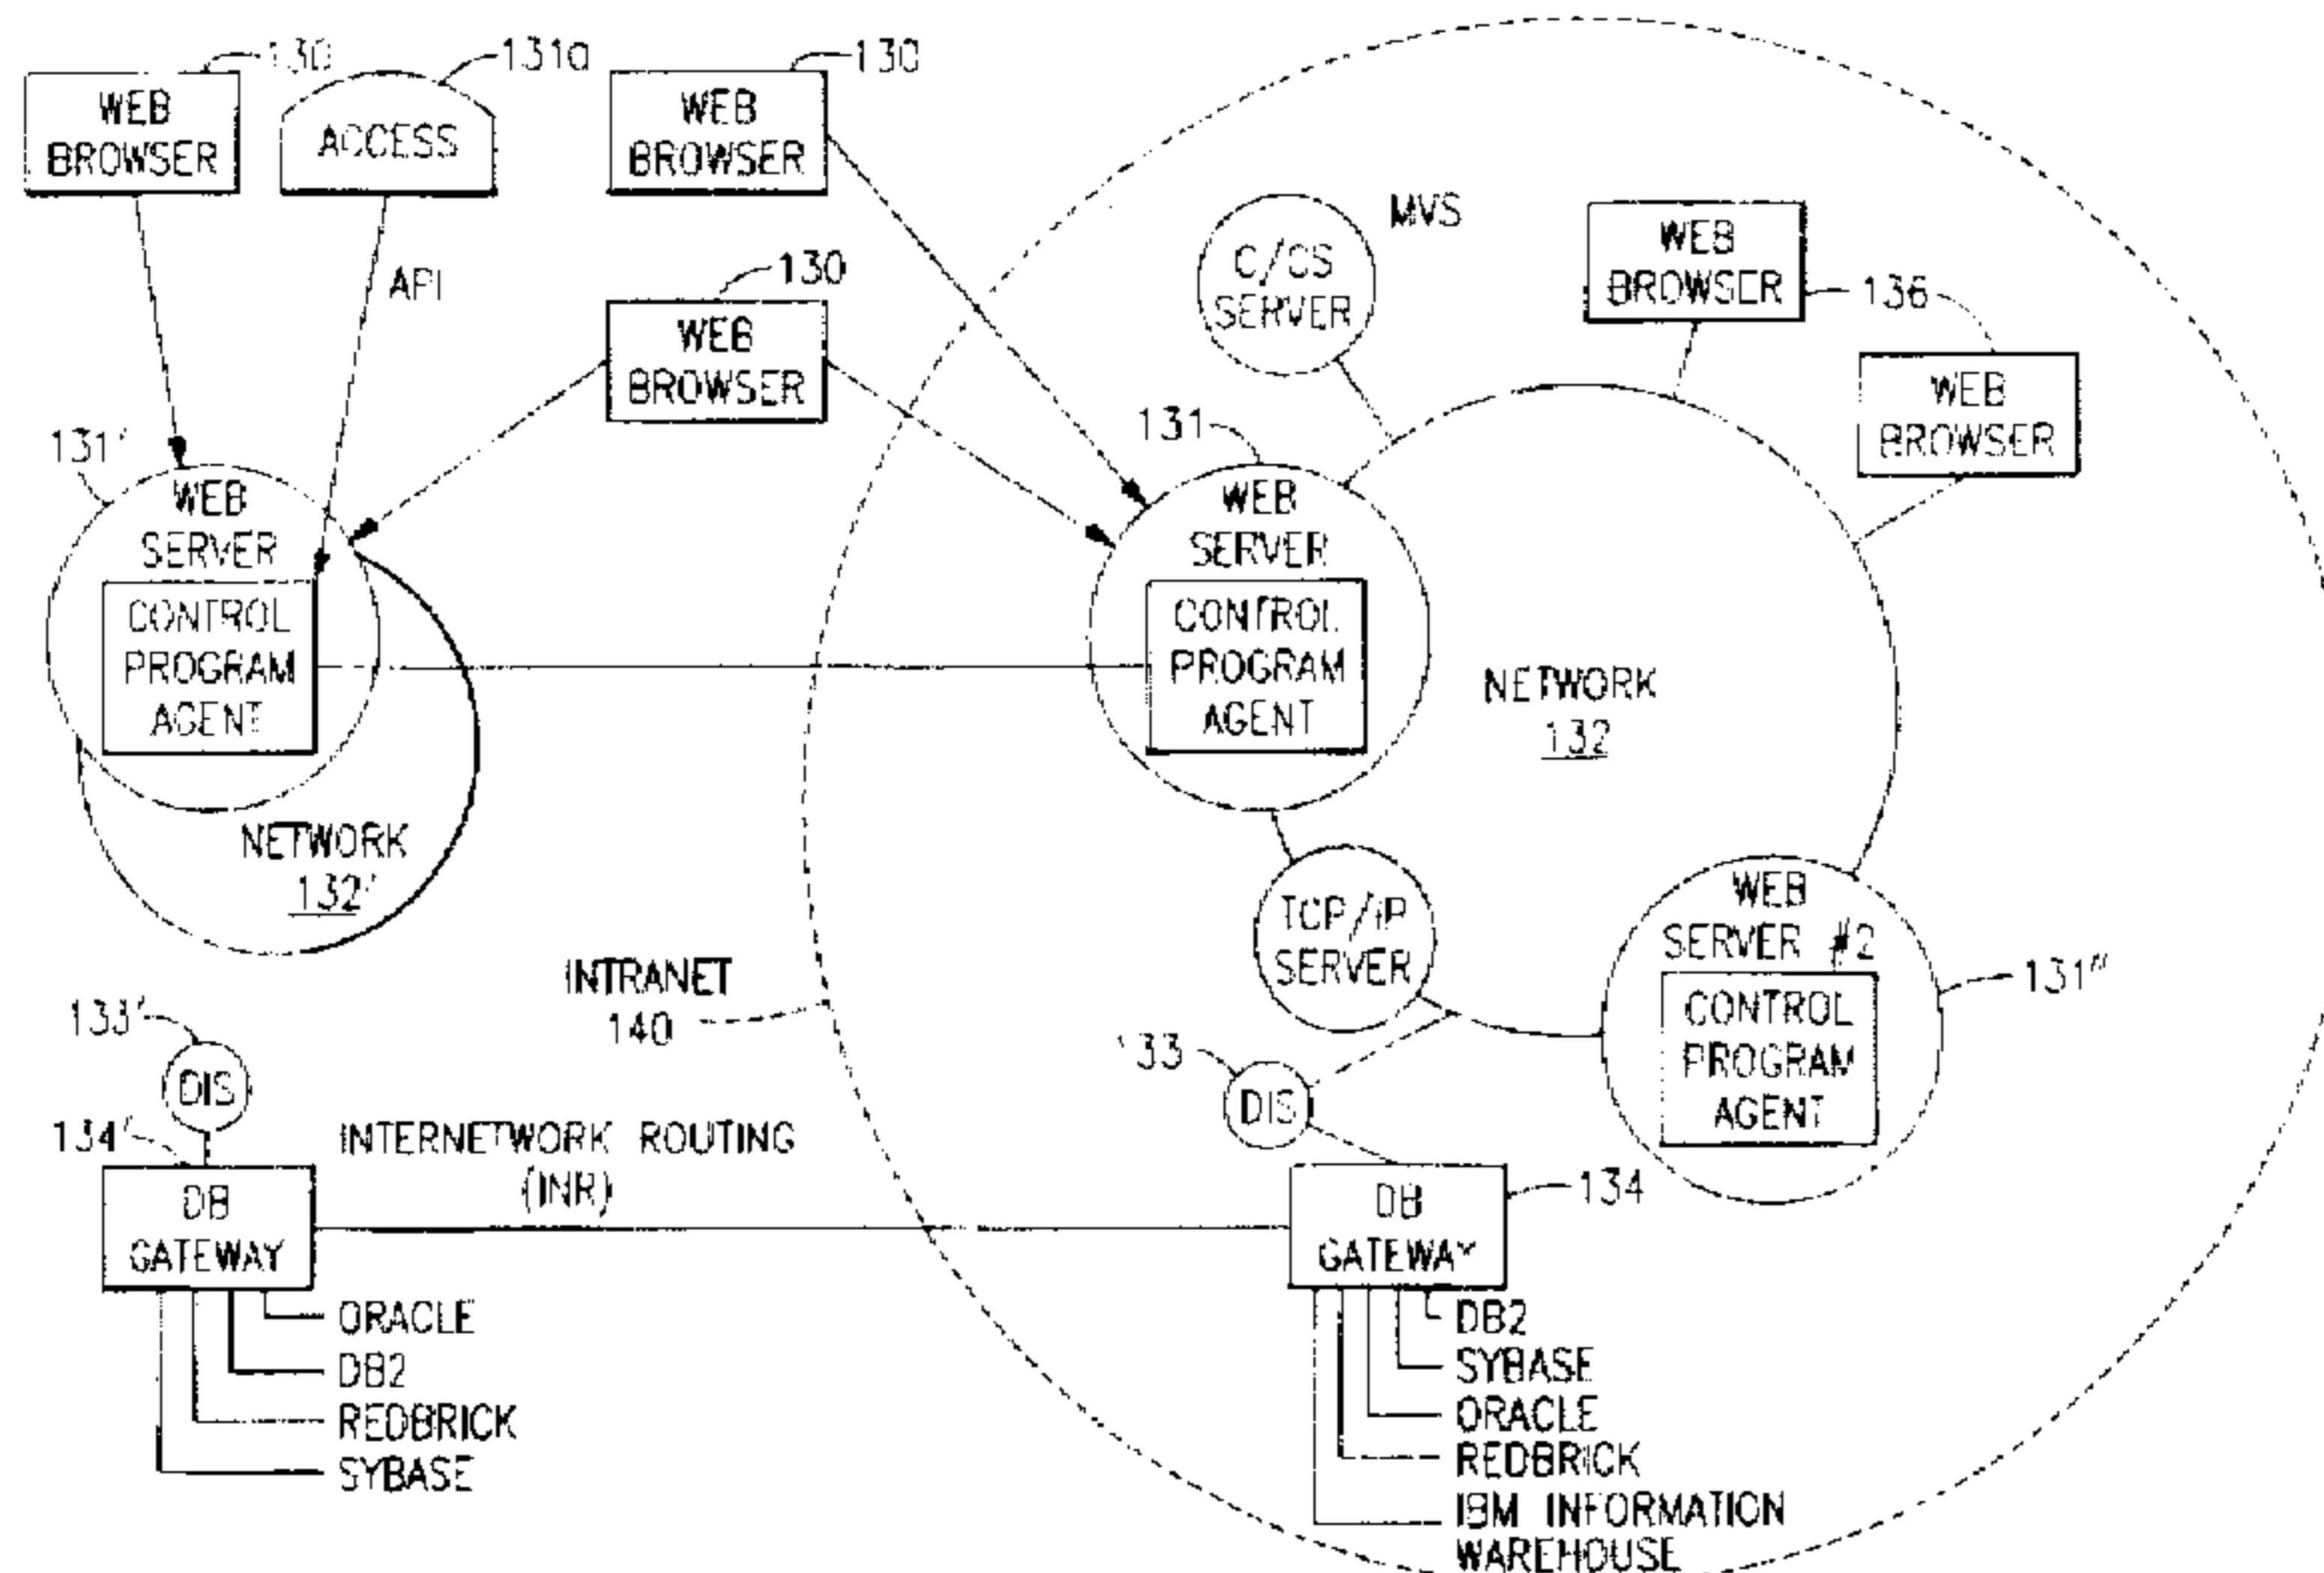 130
131a
130
WEB
BROWSER
ACCESS
WEB
BROWSER
MVS
API
130
C/CS
SERVER
WEB
BROWSER
136
WEB
BROWSER
WEB
BROWSER
131'
131
WEB
SERVER
CONTROL
PROGRAM
AGENT
WEB
SERVER
CONTROL
PROGRAM
AGENT
NETWORK
132
NETWORK
132'
TCP/IP
SERVER
WEB
SERVER #2
CONTROL
PROGRAM
AGENT
131"
INTRANET
140
133'
DIS
133
DIS
134'
INTERNETWORK ROUTING
(INR)
DB
GATEWAY
134
DB
GATEWAY
ORACLE
DB2
REDBRICK
SYBASE
DB2
SYBASE
ORACLE
REDBRICK
IBM INFORMATION
WAREHOUSE